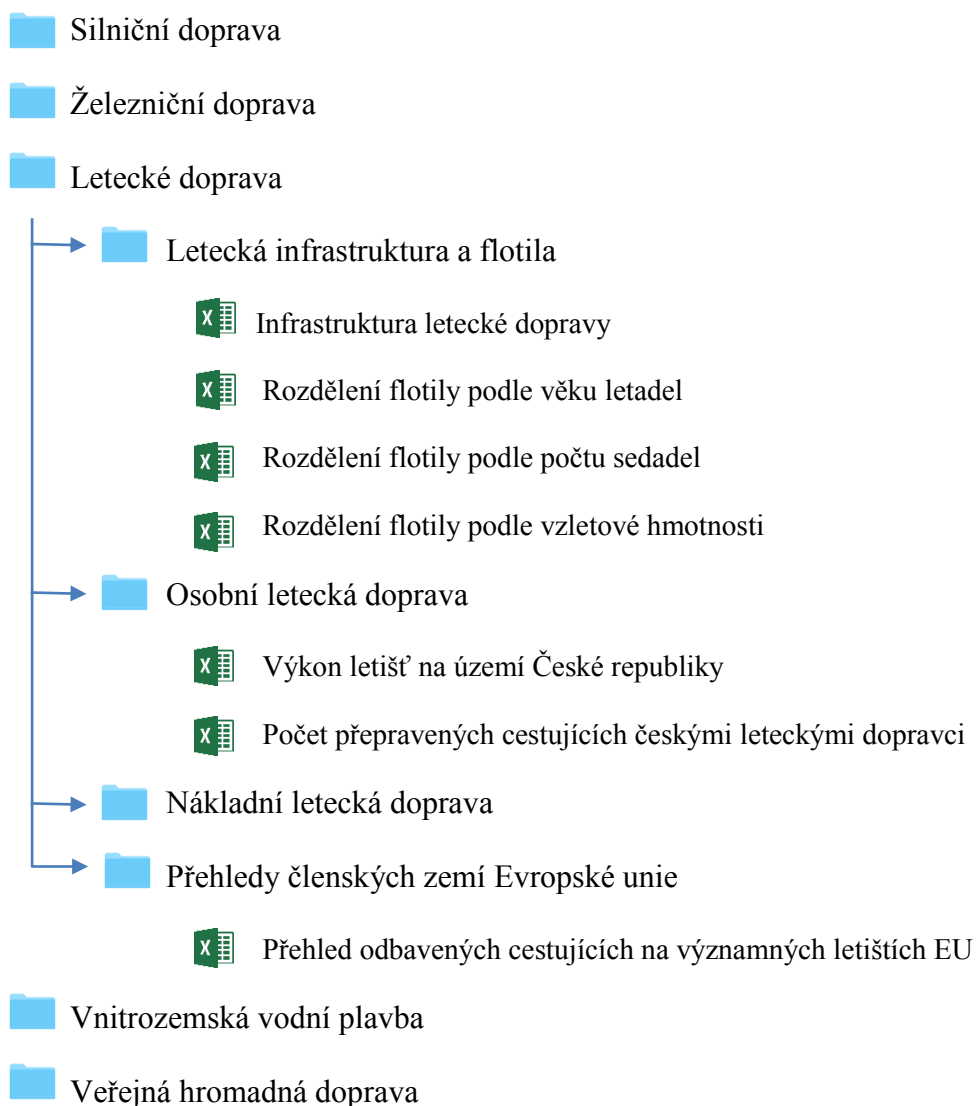 Silniční doprava
Železniční doprava
Letecké doprava
Letecká infrastruktura a flotila
Infrastruktura letecké dopravy
Rozdělení flotily podle věku letadel
Rozdělení flotily podle počtu sedadel
Rozdělení flotily podle vzletové hmotnosti
Osobní letecká doprava
Výkon letišť na území České republiky
Počet přepravených cestujících českými leteckými dopravci
Nákladní letecká doprava
Přehledy členských zemí Evropské unie
Přehled odbavených cestujících na významných letištích EU
Vnitrozemská vodní plavba
Veřejná hromadná doprava